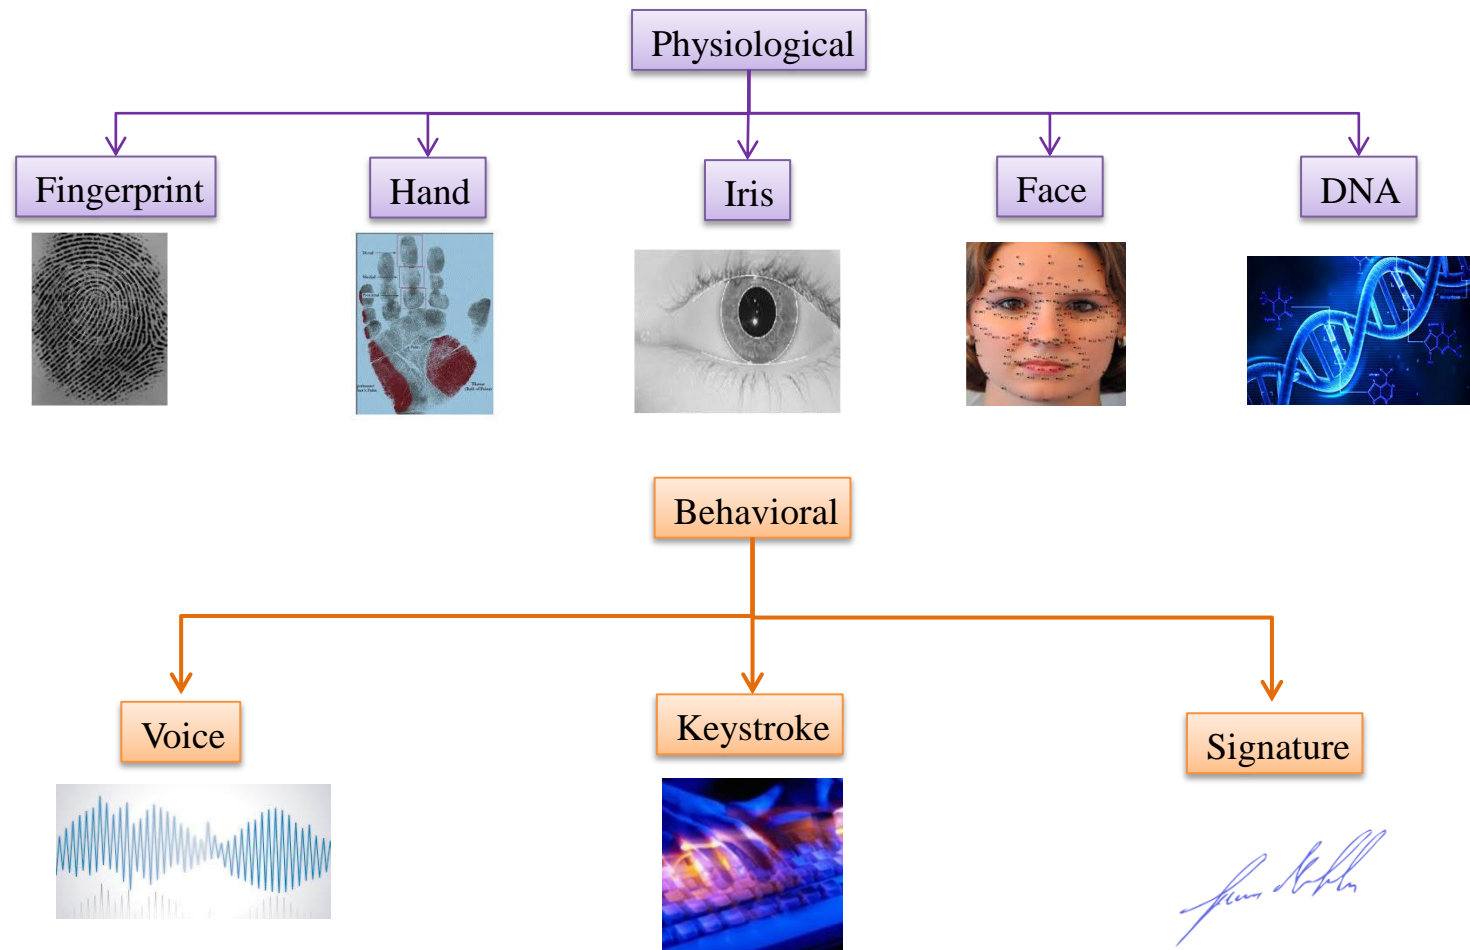 Physiological
Fingerprint
Hand
Iris
Face
DNA
Behavioral
Voice
Keystroke
Signature